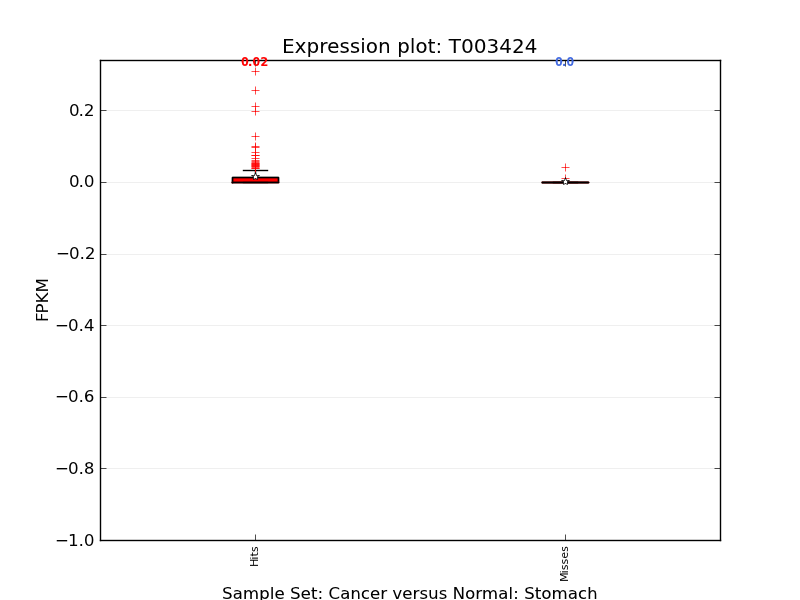 Expression plot: T003424
0.02
0.0
0.2
0.0
−0.2
−0.4
−0.6
−0.8
−1.0
FPKM
Hits
Misses
Sample Set: Cancer versus Normal: Stomach